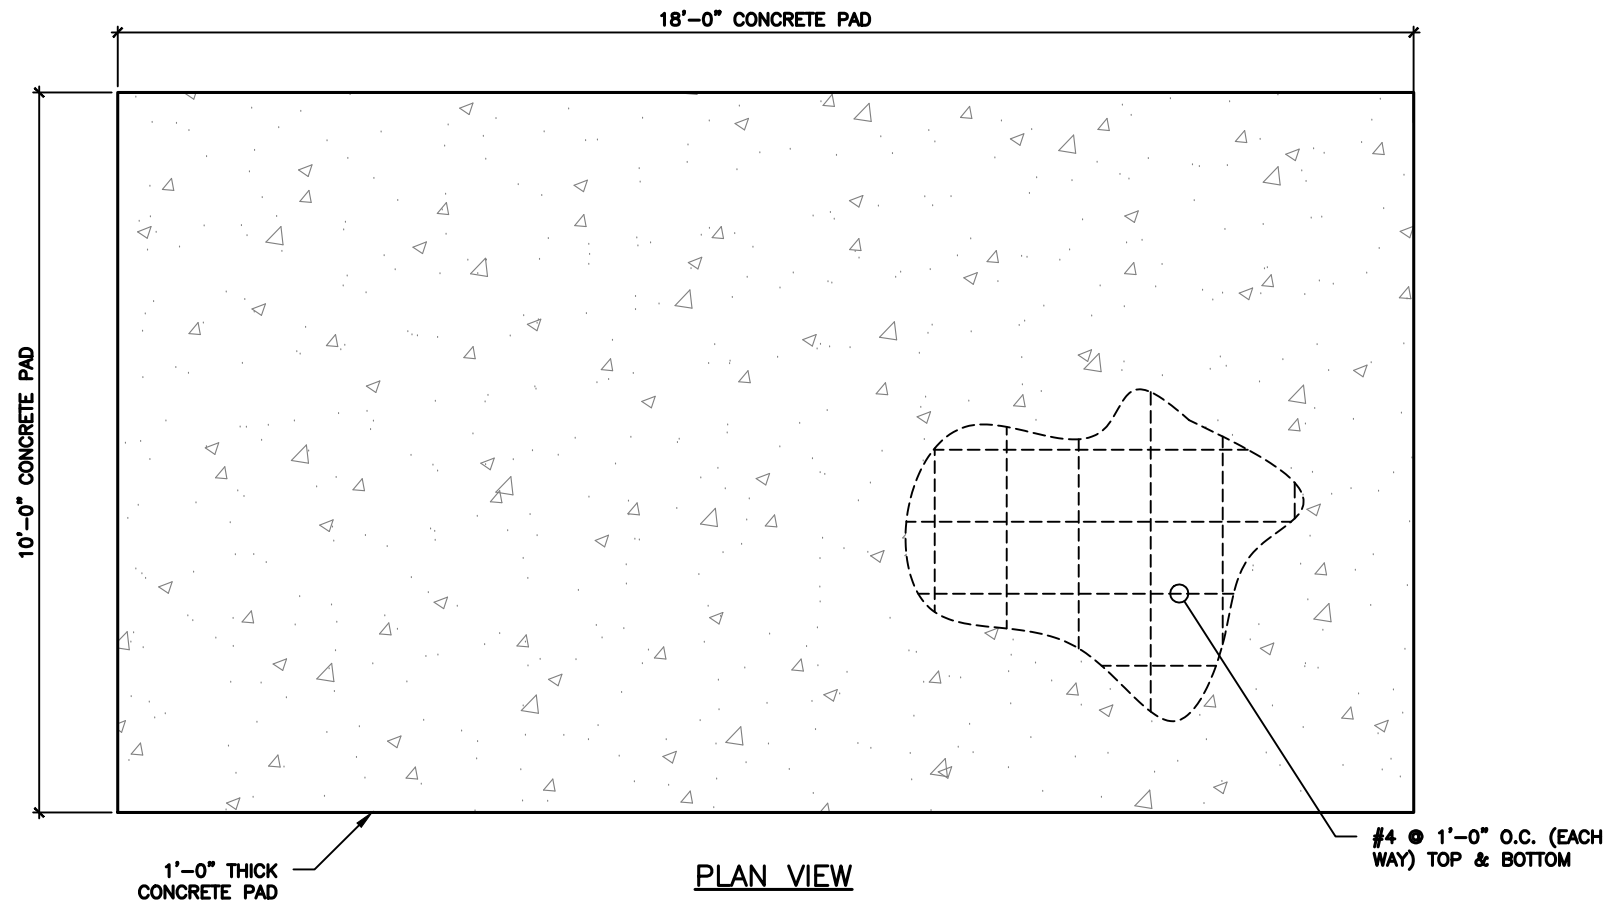 18'-0" CONCRETE PAD
10'-0" CONCRETE PAD
1'-0" THICK
CONCRETE PAD
PLAN VIEW
#4 @ 1'-0" O.C. (EACH
WAY) TOP & BOTTOM